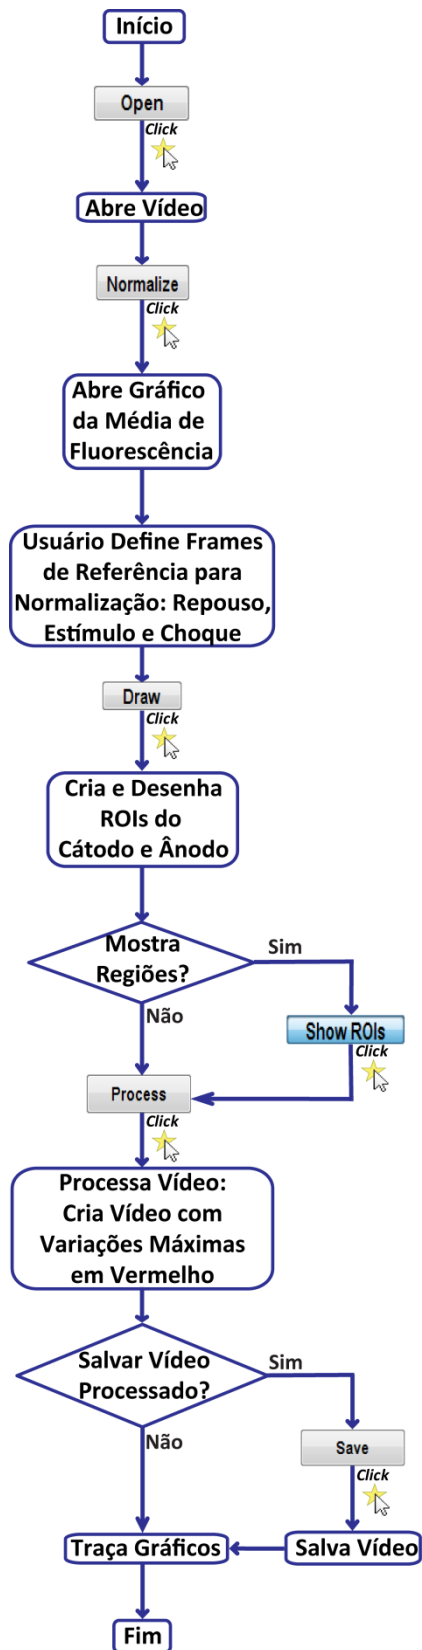 Início
Open
Click
Abre Vídeo
Normalize
Click
Abre Gráfico
da Média de
Fluorescência
Usuário Define Frames
de Referência para
Normalização: Repouso,
Estímulo e Choque
Draw
Click
Cria e Desenha
ROIs do
Cátodo e Ânodo
Mostra
Regiões?
Sim
Não
Show ROIs
Click
Process
Click
Processa Vídeo:
Cria Vídeo com
Variações Máximas
em Vermelho
Salvar Vídeo
Processado?
Sim
Não
Save
Click
Traça Gráficos
Salva Vídeo
Fim